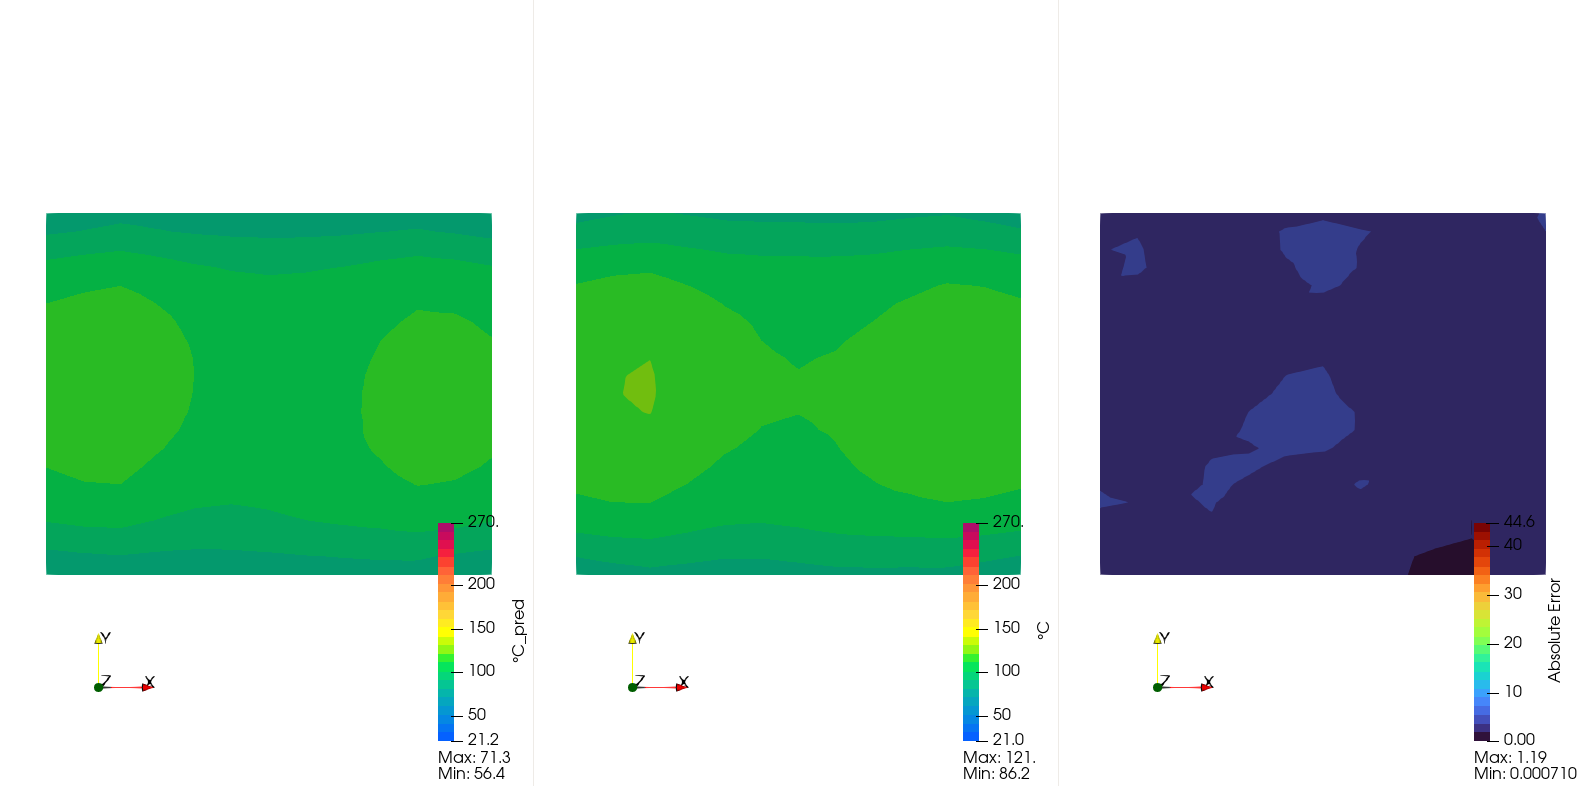 270.
200
150
100
50
21.2
°C_pred
Max: 71.3
Min: 56.4
Y
Z
X
270.
200
150
100
50
21.0
°C
Max: 121.
Min: 86.2
Y
Z
X
44.6
40
30
20
10
0.00
Absolute Error
Max: 1.19
Min: 0.000710
Y
Z
X